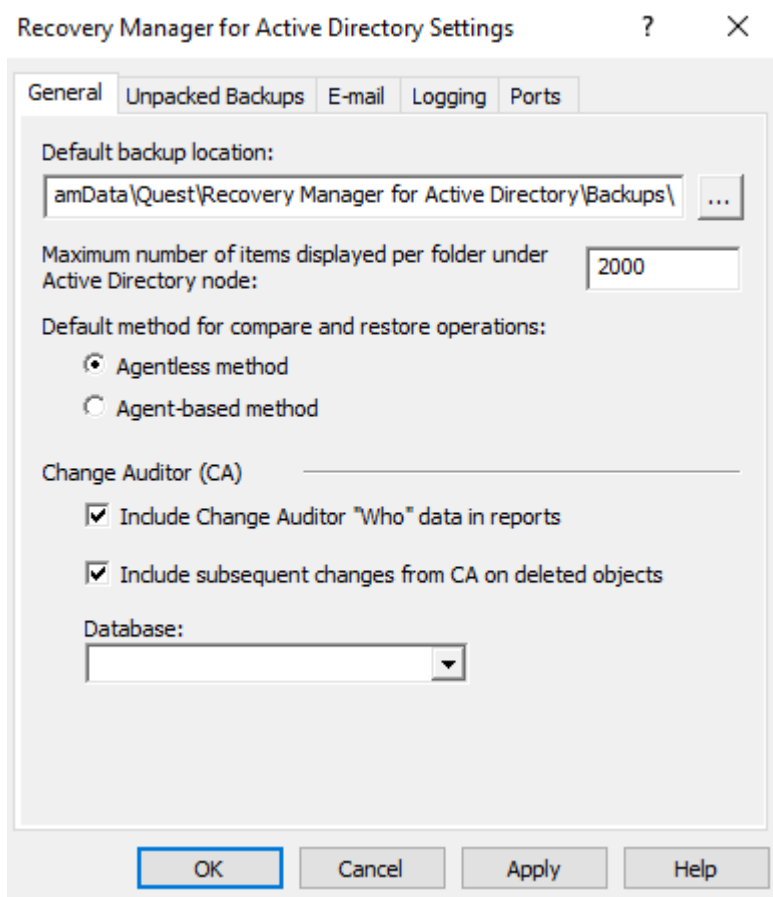 Recovery Manager for Active Directory Settings ?
General Unpacked Backups E-mail Logging Ports
Default backup location:
amData\Quest\Recovery Manager for Active Directory\Backups\ ...
Maximum number of items displayed per folder under
Active Directory node:
2000
Default method for compare and restore operations:
Agentless method
Agent-based method
Change Auditor (CA)
Include Change Auditor "Who" data in reports
Include subsequent changes from CA on deleted objects
Database:
OK Cancel Apply Help